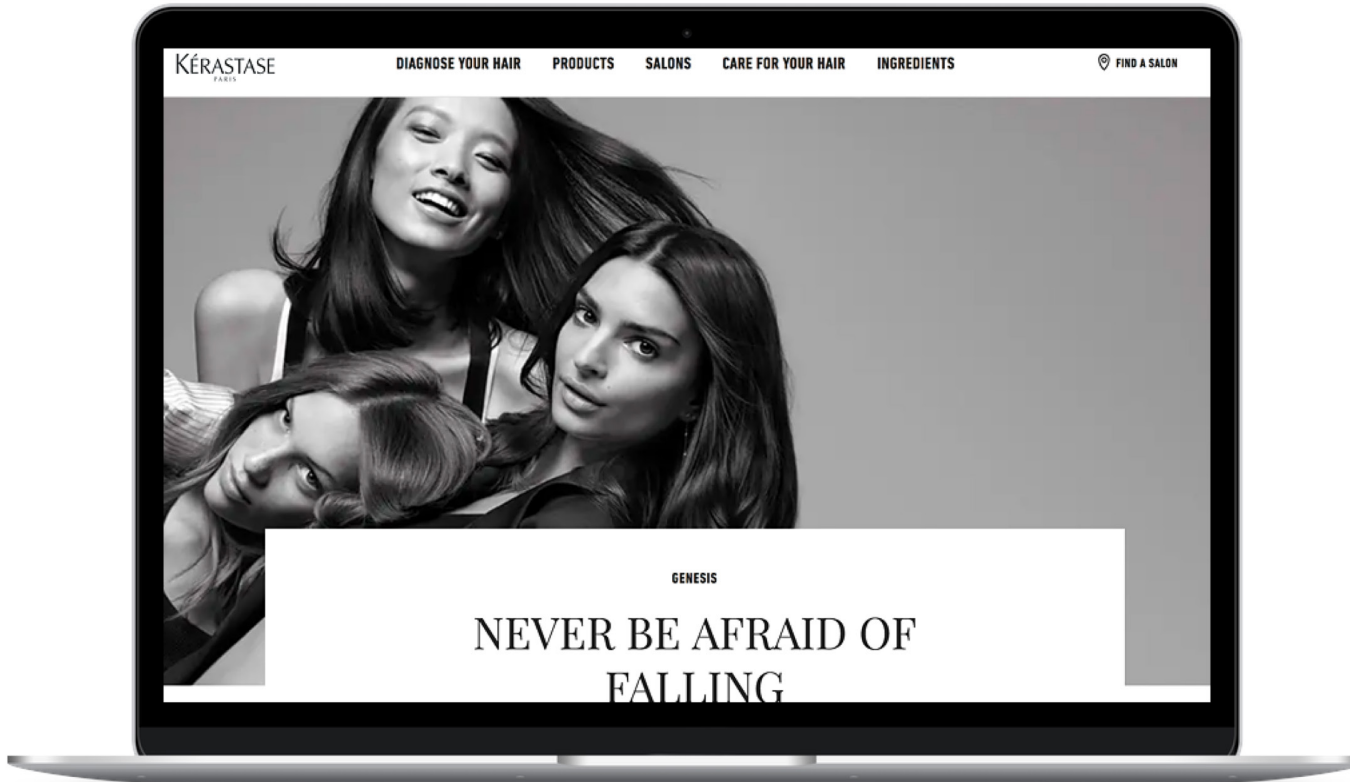 KÉRASTASE
PARIS
DIAGNOSE YOUR HAIR
PRODUCTS
SALONS
CARE FOR YOUR HAIR
INGREDIENTS
FIND A SALON
GENESIS
NEVER BE AFRAID OF
FALLING